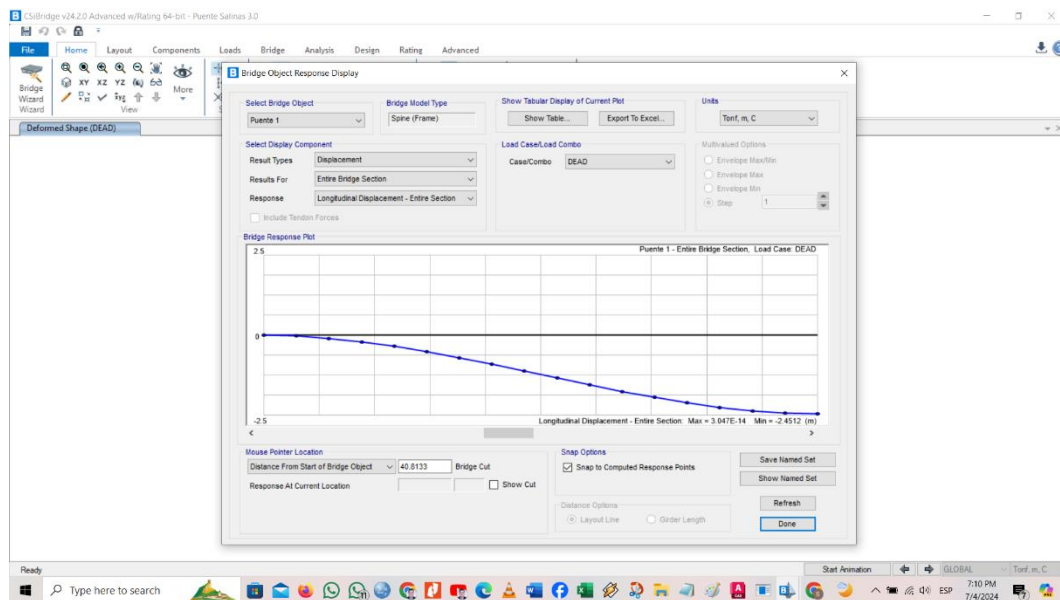 CSiBridge v24.2.0 Advanced w/Rating 64-bit - Puente Salinas 3.0
File Home Layout Components Loads Bridge Analysis Design Rating Advanced
XY XZ YZ
Bridge Wizard
More
Wizard
View
Deformed Shape (DEAD)
Bridge Object Response Display
Select Bridge Object
Puente 1
Bridge Model Type
Spine (Frame)
Show Tabular Display of Current Plot
Show Table...
Export To Excel...
Units
Tonf, m, C
Select Display Component
Result Types Displacement
Results For Entire Bridge Section
Response Longitudinal Displacement - Entire Section
Include Tendon Forces
Load Case/Load Combo
Case/Combo DEAD
Multivalued Options
Envelope Max/Min
Envelope Max
Envelope Min
Step 1
Bridge Response Plot
2.5
Puente 1 - Entire Bridge Section, Load Case: DEAD
0
-2.5
Longitudinal Displacement - Entire Section: Max = 3.047E-14 Min = -2.4512 (m)
Mouse Pointer Location
Distance From Start of Bridge Object 40.8133 Bridge Cut
Response At Current Location
Show Cut
Snap Options
Snap to Computed Response Points
Distance Options
Layout Line
Girder Length
Save Named Set
Show Named Set
Refresh
Done
Ready
Start Animation
GLOBAL
Tonf, m, C
Type here to search
ESP
7:10 PM
7/4/2024